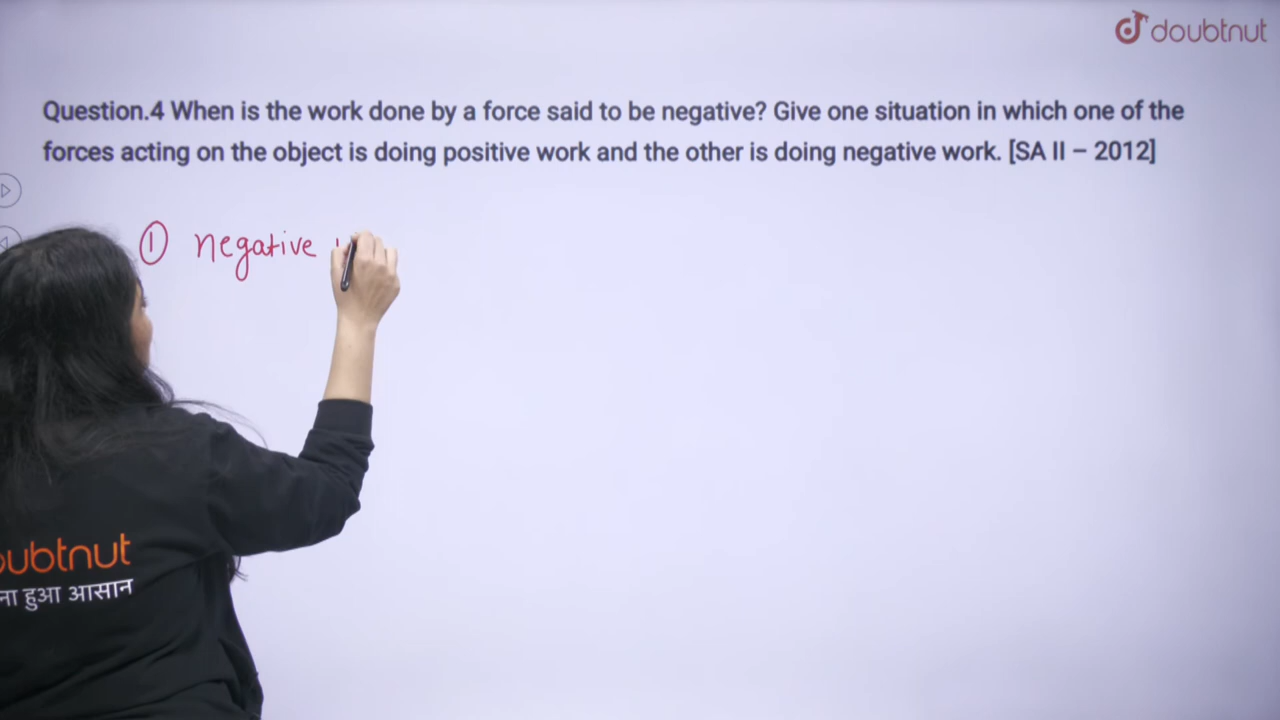 doubtnut
Question.4 When is the work done by a force said to be negative? Give one situation in which one of the
forces acting on the object is doing positive work and the other is doing negative work. [SA II – 2012]
① negative
oubtnut
ना हुआ आसान